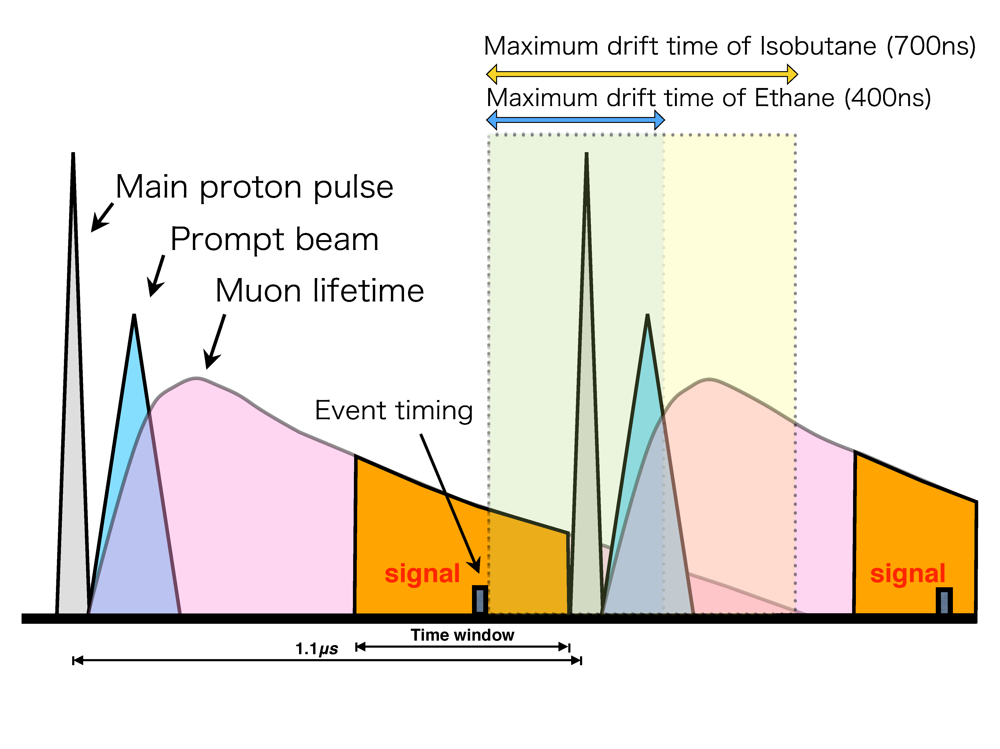 Maximum drift time of Isobutane (700ns)
Maximum drift time of Ethane (400ns)
Main proton pulse
Prompt beam
Muon lifetime
Event timing
signal
signal
Time window
1.1μs